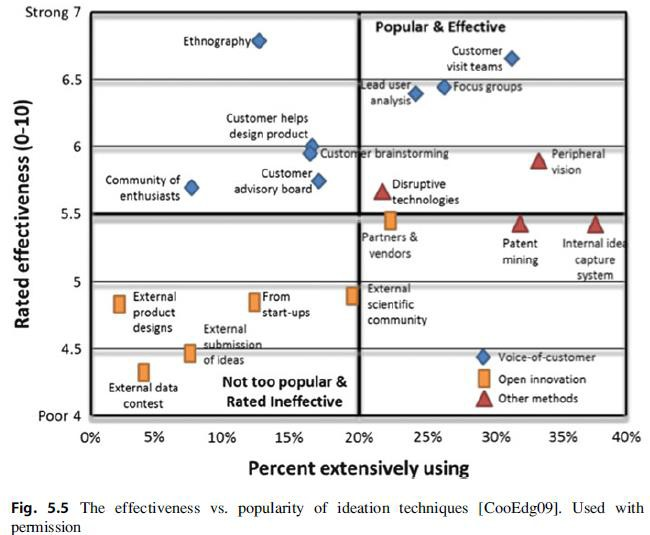 Strong 7
Popular & Effective
Ethnography
Customer
visit teams
6.5
Lead user
analysis
Focus groups
Customer helps
design product
6
Customer brainstorming
Peripheral
vision
Community of
enthusiasts
Customer
advisory board
Disruptive
technologies
5.5
Partners &
vendors
Patent
mining
Internal idea
capture
system
Rated effectiveness (0-10)
5
External
product
designs
From
start-ups
External
scientific
community
External
submission
of ideas
4.5
Voice-of-customer
Open innovation
Other methods
External data
contest
Not too popular &
Rated Ineffective
Poor 4
0% 5% 10% 15% 20% 25% 30% 35% 40%
Percent extensively using
Fig. 5.5 The effectiveness vs. popularity of ideation techniques [CooEdg09]. Used with
permission